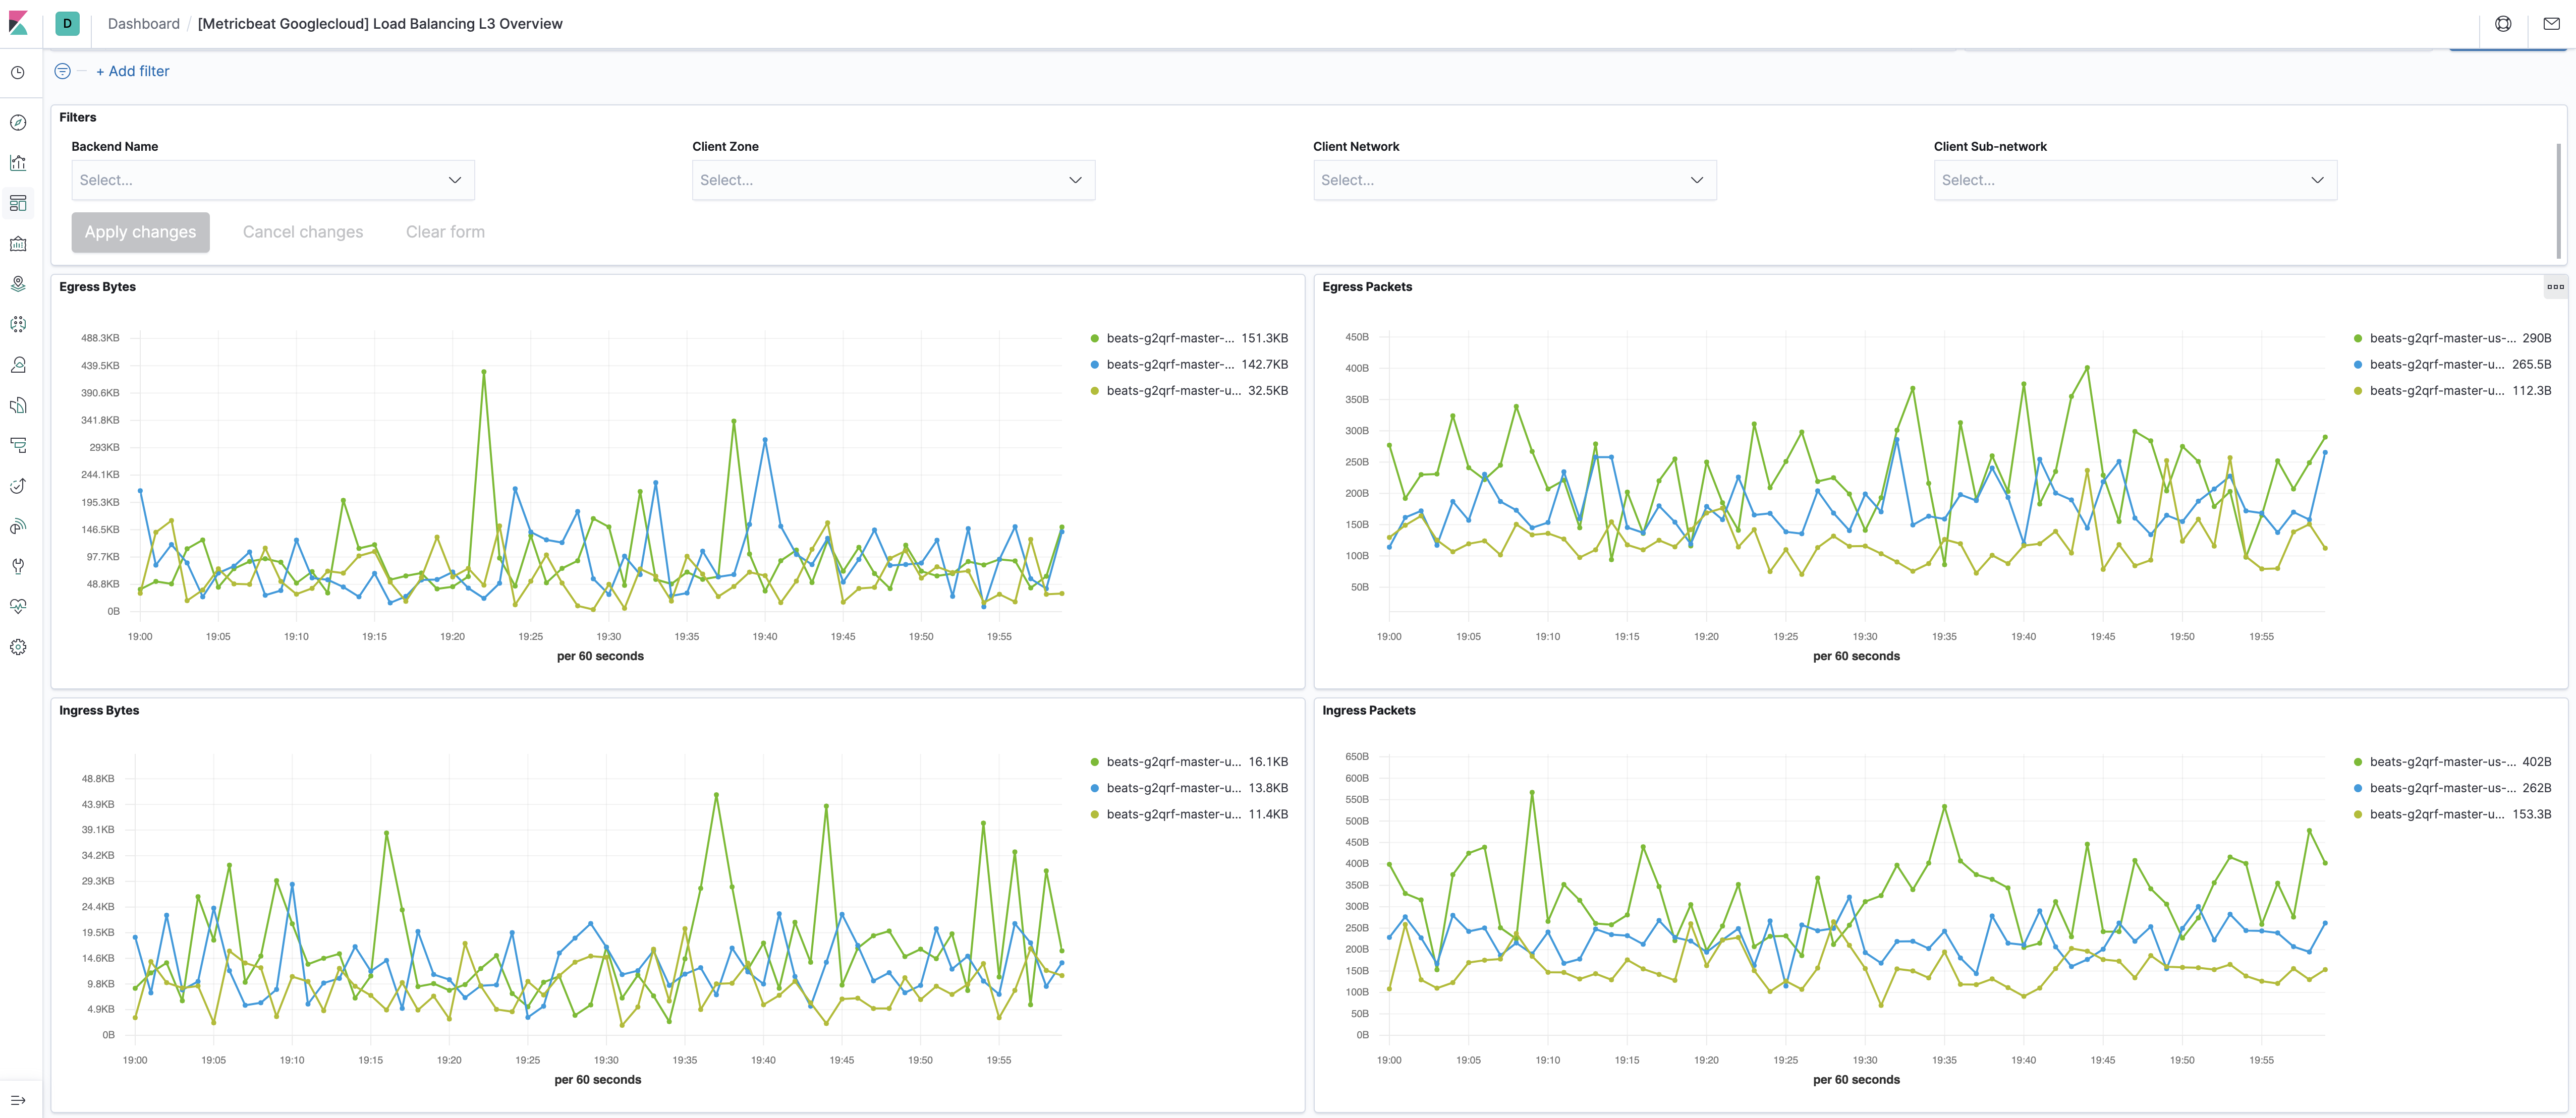 D Dashboard / [Metricbeat Googlecloud] Load Balancing L3 Overview
+ Add filter
Filters
Backend Name
Client Zone
Client Network
Client Sub-network
Select...
Select...
Select...
Select...
Apply changes
Cancel changes
Clear form
Egress Bytes
488.3KB
439.5KB
390.6KB
341.8KB
293KB
244.1KB
195.3KB
146.5KB
97.7KB
48.8KB
0B
19:00 19:05 19:10 19:15 19:20 19:25 19:30 19:35 19:40 19:45 19:50 19:55
per 60 seconds
beats-g2qrf-master-... 151.3KB
beats-g2qrf-master-... 142.7KB
beats-g2qrf-master-u... 32.5KB
Egress Packets
450B
400B
350B
300B
250B
200B
150B
100B
50B
19:00 19:05 19:10 19:15 19:20 19:25 19:30 19:35 19:40 19:45 19:50 19:55
per 60 seconds
beats-g2qrf-master-us-... 290B
beats-g2qrf-master-u... 265.5B
beats-g2qrf-master-u... 112.3B
Ingress Bytes
48.8KB
43.9KB
39.1KB
34.2KB
29.3KB
24.4KB
19.5KB
14.6KB
9.8KB
4.9KB
0B
19:00 19:05 19:10 19:15 19:20 19:25 19:30 19:35 19:40 19:45 19:50 19:55
per 60 seconds
beats-g2qrf-master-u... 16.1KB
beats-g2qrf-master-u... 13.8KB
beats-g2qrf-master-u... 11.4KB
Ingress Packets
650B
600B
550B
500B
450B
400B
350B
300B
250B
200B
150B
100B
50B
0B
19:00 19:05 19:10 19:15 19:20 19:25 19:30 19:35 19:40 19:45 19:50 19:55
per 60 seconds
beats-g2qrf-master-us-... 402B
beats-g2qrf-master-us-... 262B
beats-g2qrf-master-u... 153.3B